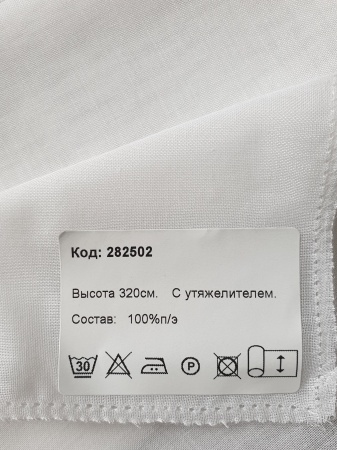 Код: 282502
Высота 320см. С утяжелителем.
Состав: 100%п/э
30 P